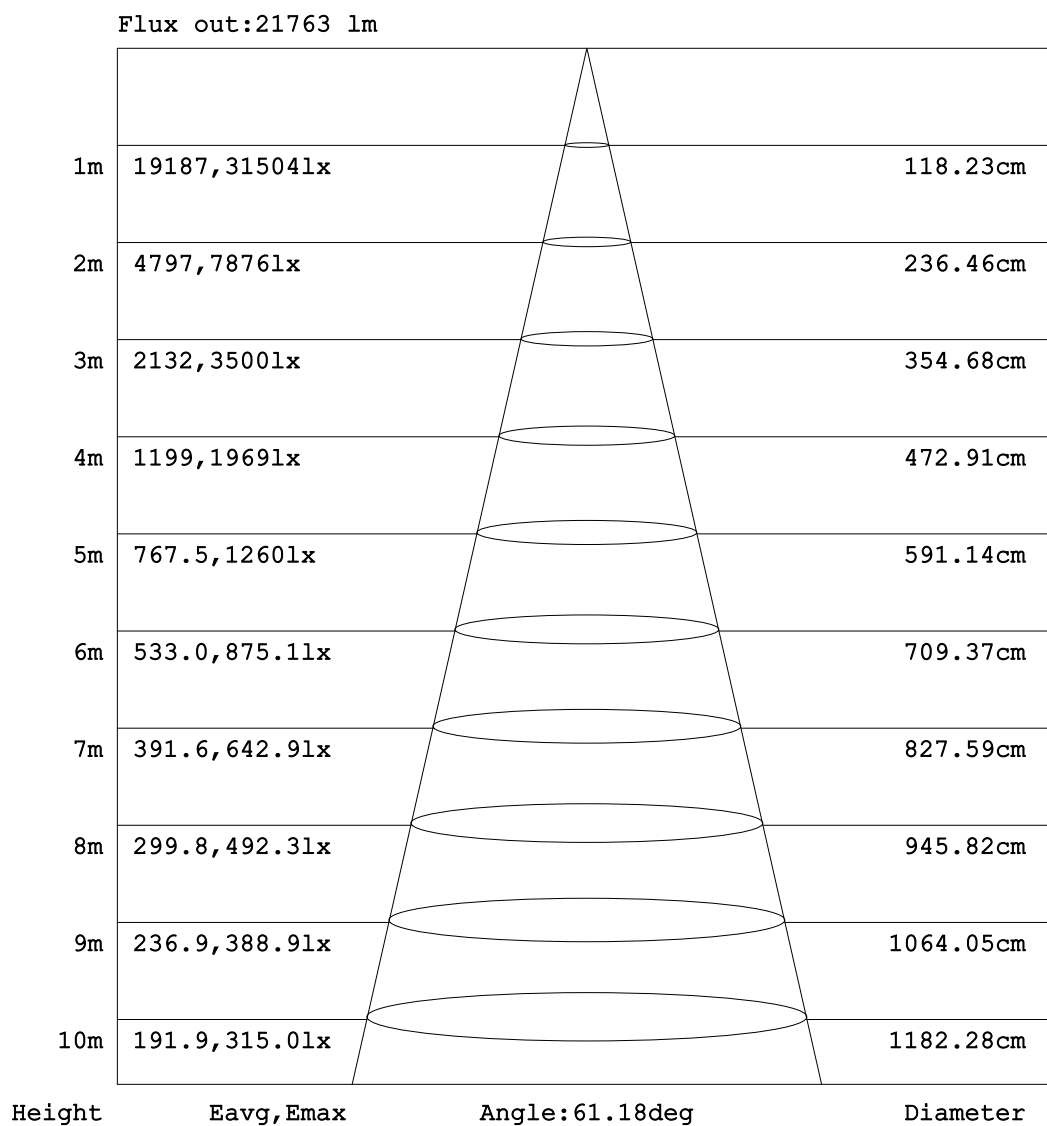 Flux out:21763 lm
1m 19187,31504lx 118.23cm
2m 4797,7876lx 236.46cm
3m 2132,3500lx 354.68cm
4m 1199,1969lx 472.91cm
5m 767.5,1260lx 591.14cm
6m 533.0,875.1lx 709.37cm
7m 391.6,642.9lx 827.59cm
8m 299.8,492.3lx 945.82cm
9m 236.9,388.9lx 1064.05cm
10m 191.9,315.0lx 1182.28cm
Height Eavg,Emax Angle:61.18deg Diameter